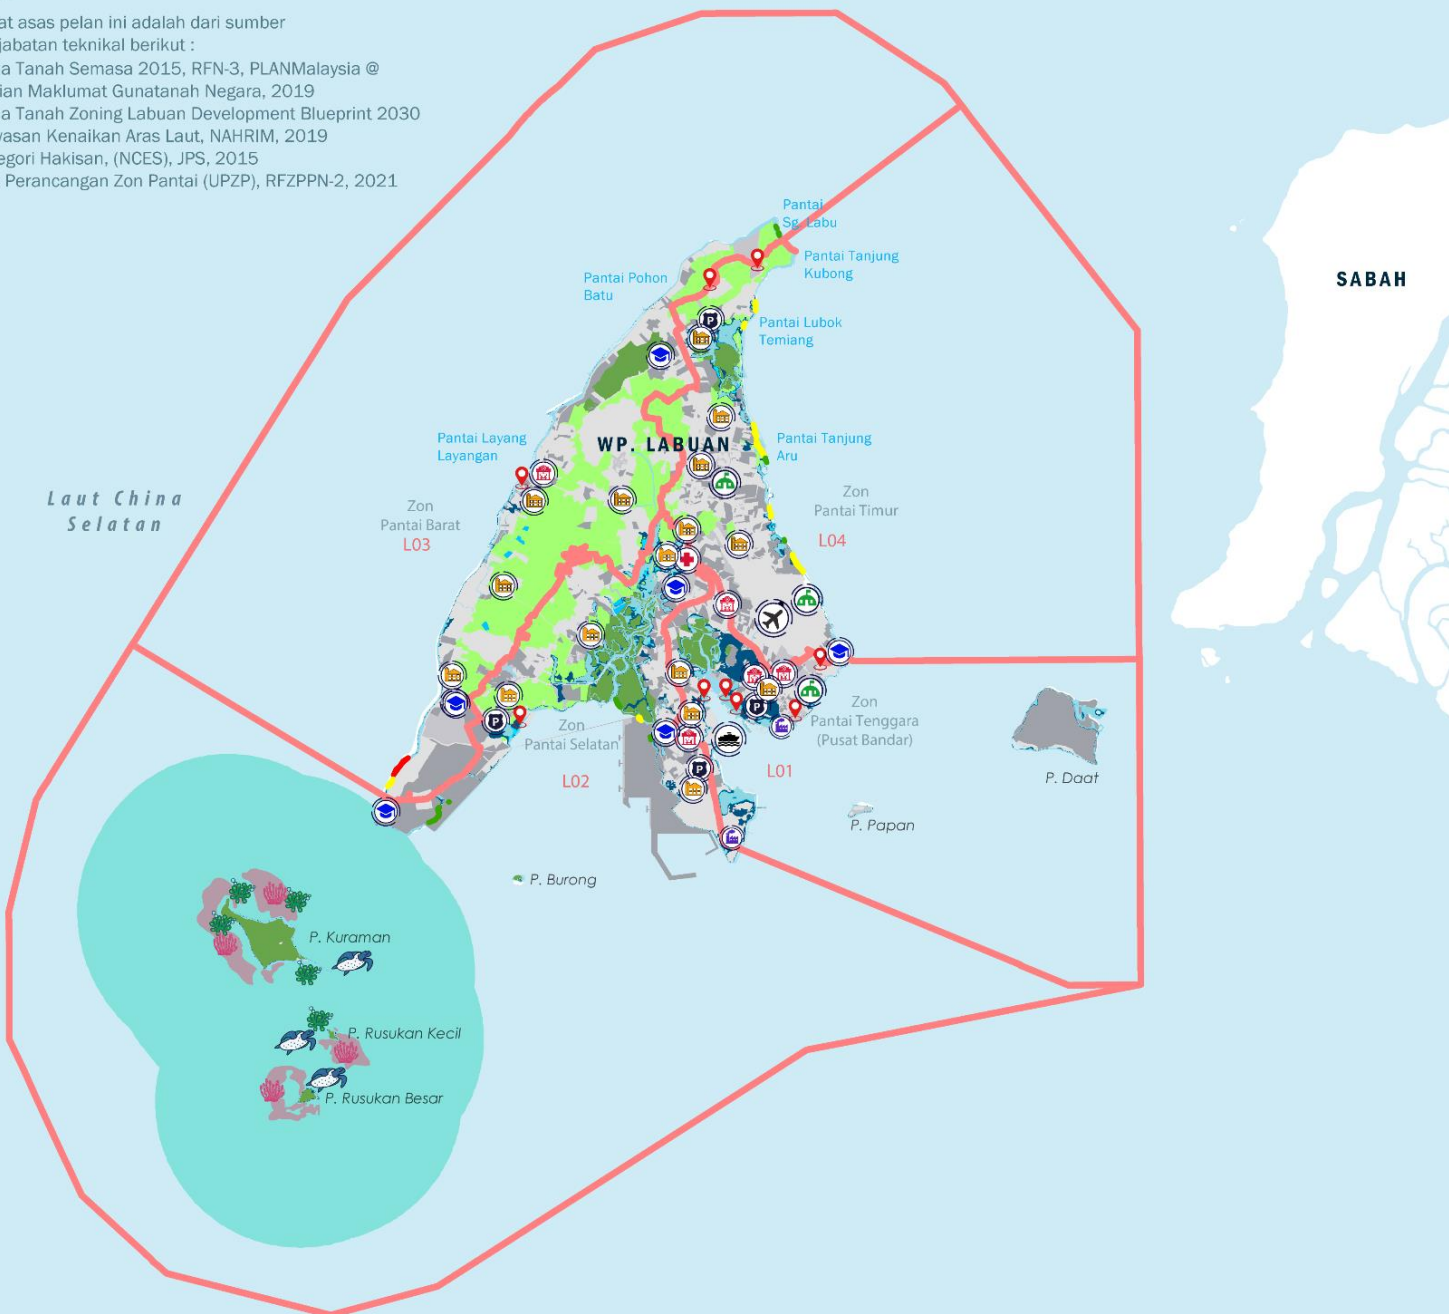 at asas pelan ini adalah dari sumber
jabatan teknikal berikut :
a Tanah Semasa 2015, RFN-3, PLANMalaysia @
ian Maklumat Gunatanah Negara, 2019
a Tanah Zoning Labuan Development Blueprint 2030
wasan Kenaikan Aras Laut, NAHRIM, 2019
egori Hakisan, (NCES), JPS, 2015
Perancangan Zon Pantai (UPZP), RFZPPN-2, 2021
Pantai
Sg. Labu
Pantai Tanjung
Kubong
Pantai Pohon
Batu
SABAH
Pantai Lubok
Temiang
Pantai Layang
Layangan
WP. LABUAN
Pantai Tanjung
Aru
Laut China
Selatan
Zon
Pantai Barat
L03
Zon
Pantai Timur
L04
Zon
Pantai Selatan
L02
Zon
Pantai Tenggara
(Pusat Bandar)
L01
P. Daat
P. Papan
P. Burong
P. Kuraman
P. Rusukan Kecil
P. Rusukan Besar
P
P
P
P